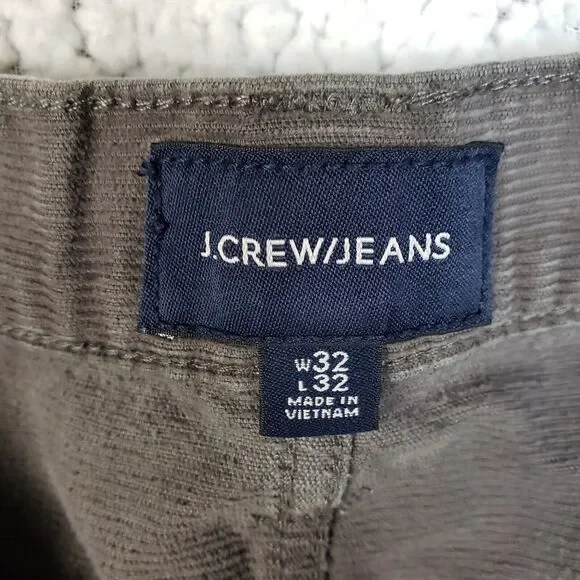 J.CREW/JEANS
W32
L32
MADE IN
VIETNAM